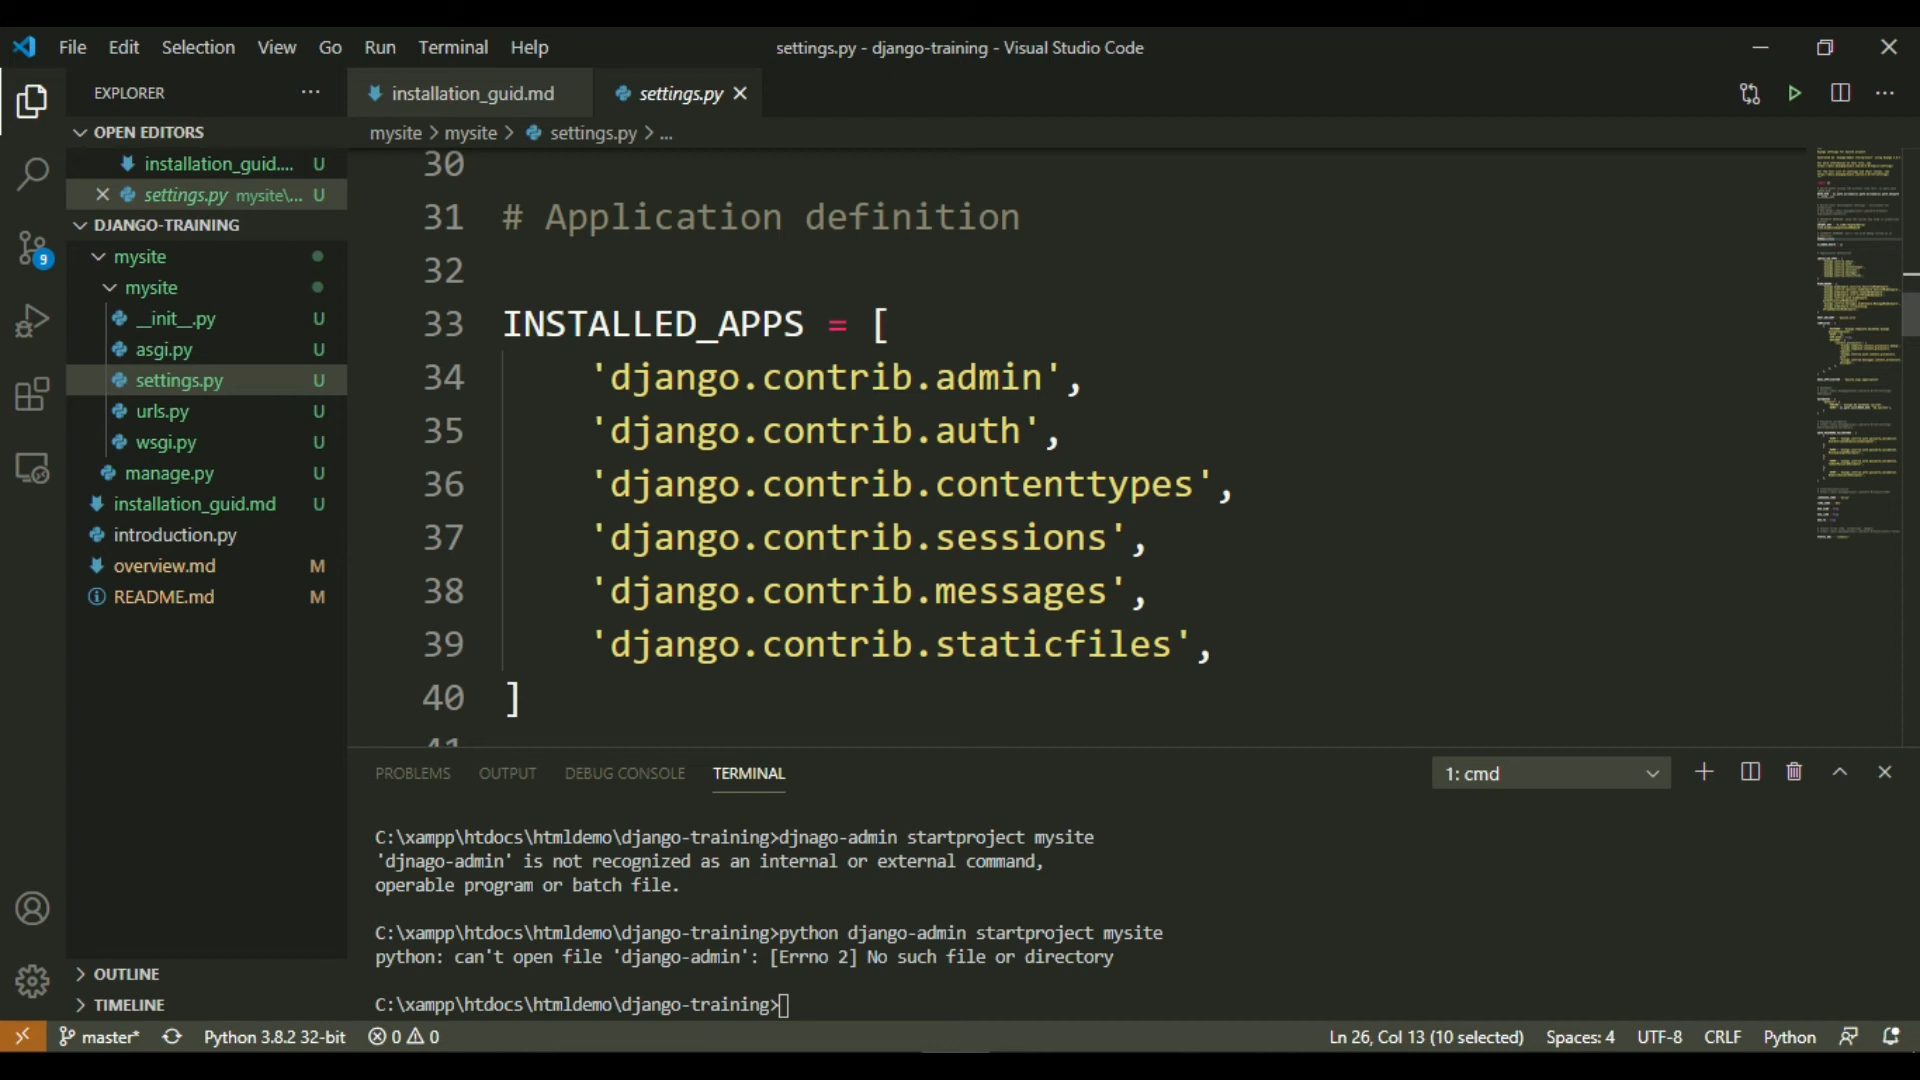 File Edit Selection View Go Run Terminal Help
settings.py - django-training - Visual Studio Code
EXPLORER
installation_guid.md
settings.py
OPEN EDITORS
mysite > mysite > settings.py > ...
installation_guid.... U
settings.py mysite\... U
DJANGO-TRAINING
mysite
mysite
__init__.py U
asgi.py U
settings.py U
urls.py U
wsgi.py U
manage.py U
installation_guid.md U
introduction.py
overview.md M
README.md M
9
OUTLINE
TIMELINE
30
31 # Application definition
32
33 INSTALLED_APPS = [
34 'django.contrib.admin',
35 'django.contrib.auth',
36 'django.contrib.contenttypes',
37 'django.contrib.sessions',
38 'django.contrib.messages',
39 'django.contrib.staticfiles',
40 ]
41
PROBLEMS OUTPUT DEBUG CONSOLE TERMINAL
1: cmd
C:\xampp\htdocs\htmldemo\django-training>djnago-admin startproject mysite
'djnago-admin' is not recognized as an internal or external command,
operable program or batch file.
C:\xampp\htdocs\htmldemo\django-training>python django-admin startproject mysite
python: can't open file 'django-admin': [Errno 2] No such file or directory
C:\xampp\htdocs\htmldemo\django-training>
master* Python 3.8.2 32-bit 0 0
Ln 26, Col 13 (10 selected) Spaces: 4 UTF-8 CRLF Python